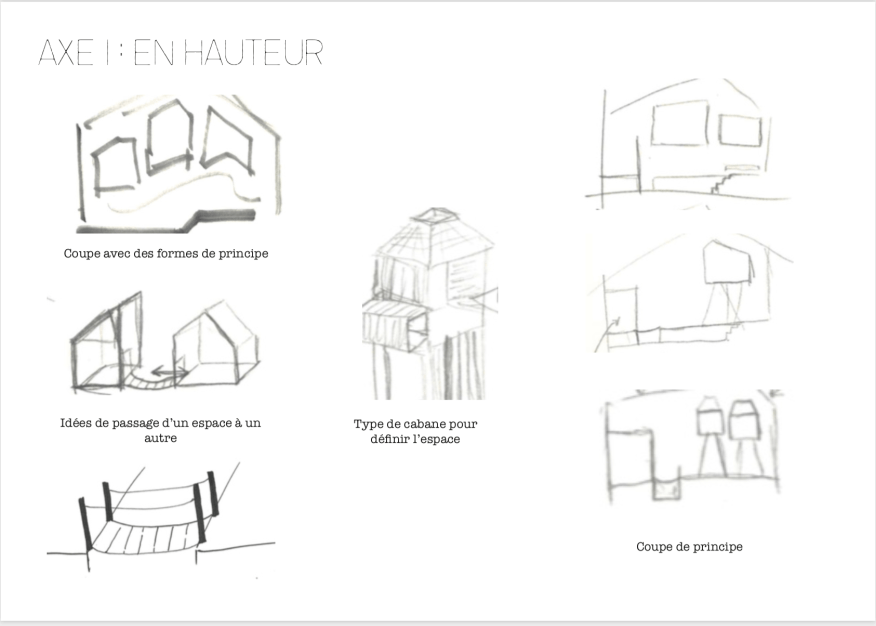 AXE 1 : EN HAUTEUR
Coupe avec des formes de principe
Idées de passage d'un espace à un
autre
Type de cabane pour
définir l'espace
Coupe de principe